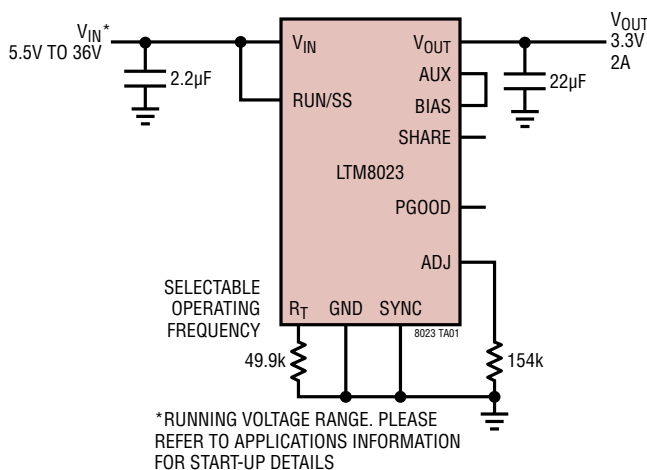 VIN*
5.5V TO 36V
2.2µF
VIN
RUN/SS
VOUT
AUX
BIAS
SHARE
LTM8023
PGOOD
ADJ
RT
GND
SYNC
VOUT
3.3V
2A
22µF
SELECTABLE
OPERATING
FREQUENCY
8023 TA01
49.9k
154k
*RUNNING VOLTAGE RANGE. PLEASE
REFER TO APPLICATIONS INFORMATION
FOR START-UP DETAILS